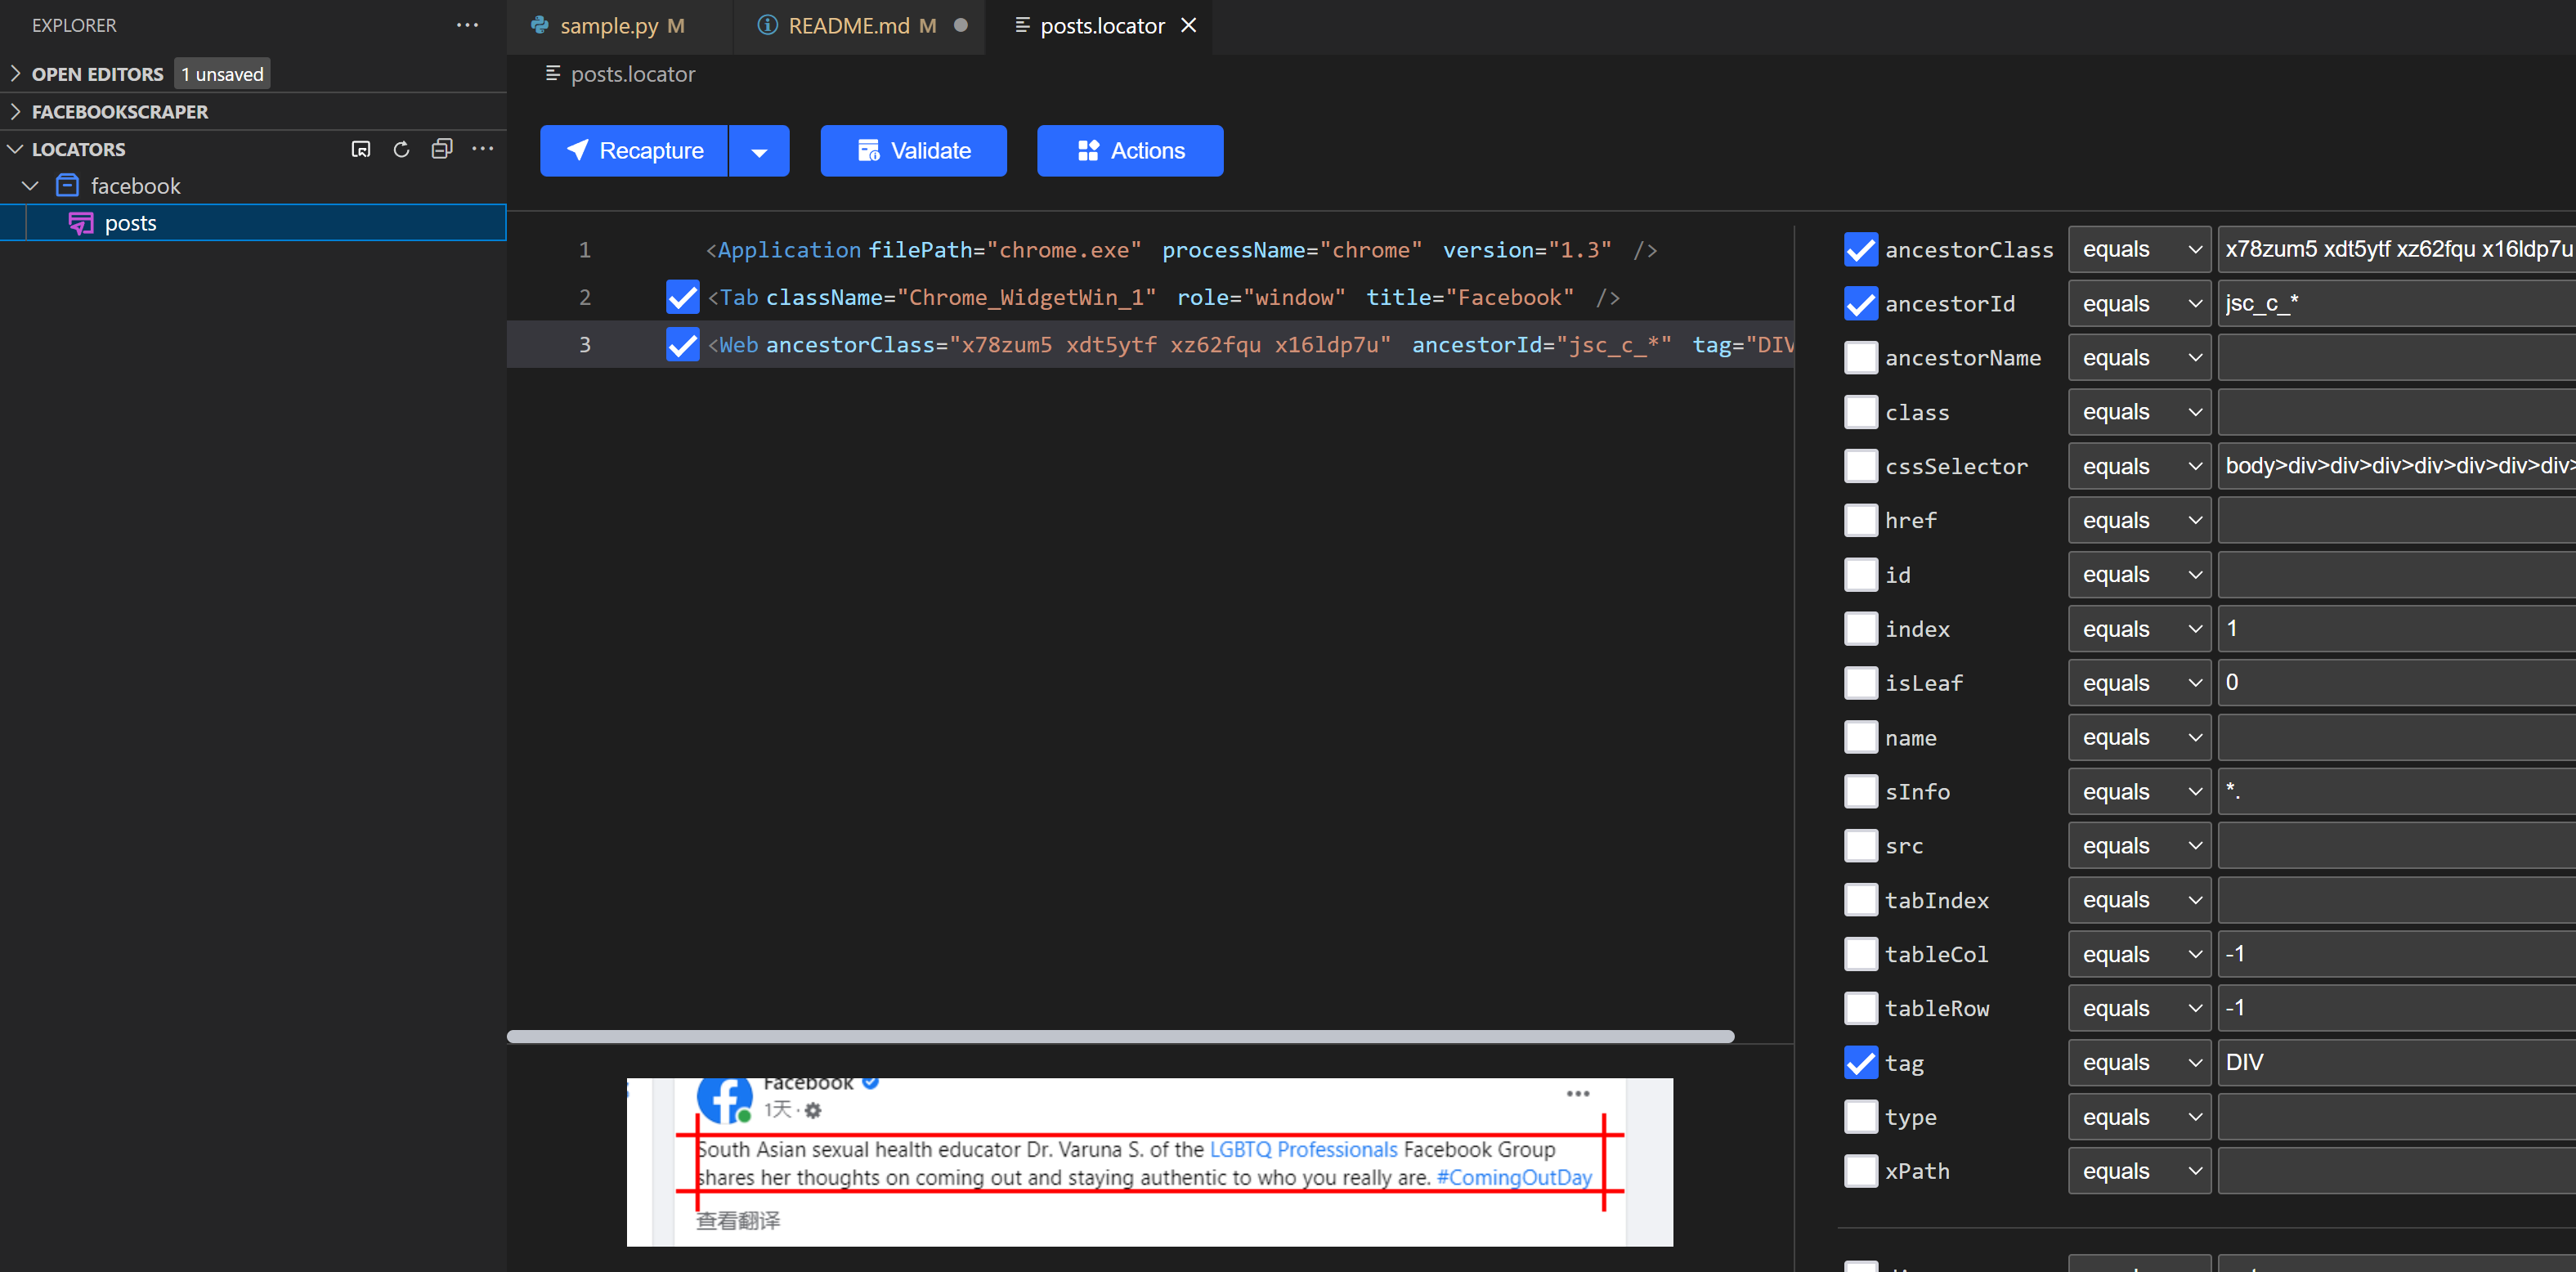 EXPLORER ···
OPEN EDITORS 1 unsaved
FACEBOOKSCRAPER
LOCATORS ···
facebook
posts
sample.py M
README.md M
posts.locator
posts.locator
Recapture
Validate
Actions
1 <Application filePath="chrome.exe" processName="chrome" version="1.3" />
2 <Tab className="Chrome_WidgetWin_1" role="window" title="Facebook" />
3 <Web ancestorClass="x78zum5 xdt5ytf xz62fqu x16ldp7u" ancestorId="jsc_c_*" tag="DIV
Facebook
1天 ·
South Asian sexual health educator Dr. Varuna S. of the LGBTQ Professionals Facebook Group
shares her thoughts on coming out and staying authentic to who you really are. #ComingOutDay
查看翻译
ancestorClass equals x78zum5 xdt5ytf xz62fqu x16ldp7u
ancestorId equals jsc_c_*
ancestorName equals
class equals
cssSelector equals body>div>div>div>div>div>div>div>
href equals
id equals
index equals 1
isLeaf equals 0
name equals
sInfo equals *.
src equals
tabIndex equals
tableCol equals -1
tableRow equals -1
tag equals DIV
type equals
xPath equals